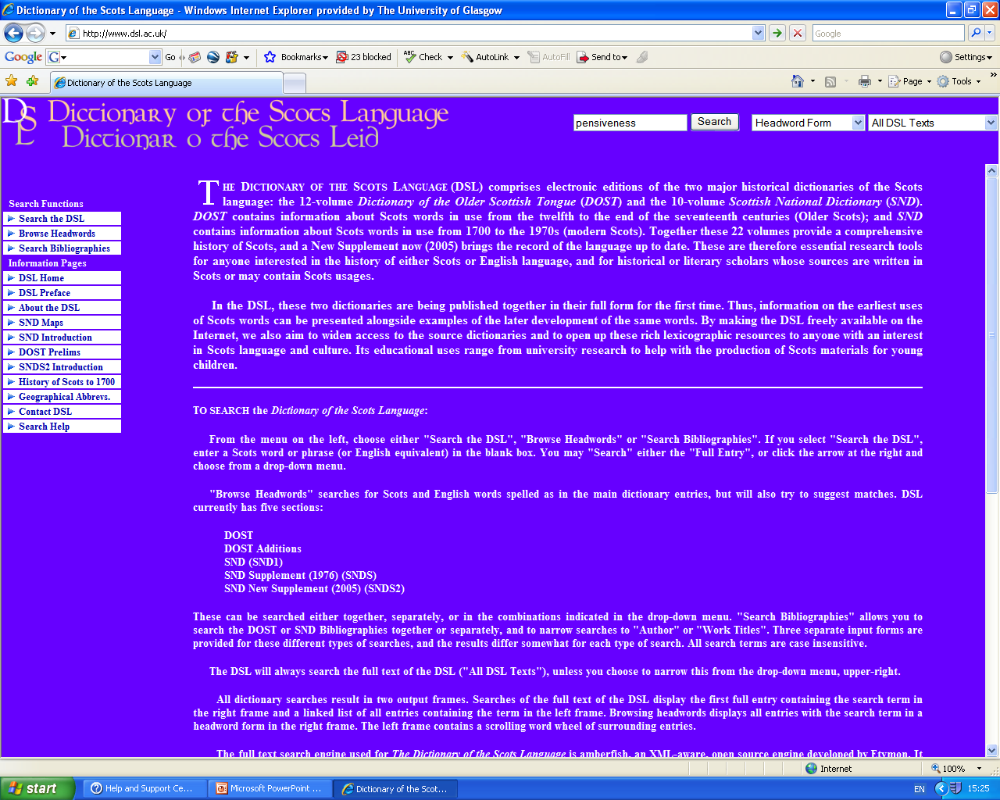 Dictionary of the Scots Language - Windows Internet Explorer provided by The University of Glasgow
http://www.dsl.ac.uk/
Google
Google G Go Bookmarks 23 blocked Check AutoLink AutoFill Send to Settings
Dictionary of the Scots Language Page Tools
DSL Dictionary of the Scots Language
Dictionar o the Scots Leid
pensiveness Search Headword Form All DSL Texts
Search Functions
Search the DSL
Browse Headwords
Search Bibliographies
Information Pages
DSL Home
DSL Preface
About the DSL
SND Maps
SND Introduction
DOST Prelims
SNDS2 Introduction
History of Scots to 1700
Geographical Abbrevs.
Contact DSL
Search Help
THE DICTIONARY OF THE SCOTS LANGUAGE (DSL) comprises electronic editions of the two major historical dictionaries of the Scots
language: the 12-volume Dictionary of the Older Scottish Tongue (DOST) and the 10-volume Scottish National Dictionary (SND).
DOST contains information about Scots words in use from the twelfth to the end of the seventeenth centuries (Older Scots); and SND
contains information about Scots words in use from 1700 to the 1970s (modern Scots). Together these 22 volumes provide a comprehensive
history of Scots, and a New Supplement now (2005) brings the record of the language up to date. These are therefore essential research tools
for anyone interested in the history of either Scots or English language, and for historical or literary scholars whose sources are written in
Scots or may contain Scots usages.
In the DSL, these two dictionaries are being published together in their full form for the first time. Thus, information on the earliest uses
of Scots words can be presented alongside examples of the later development of the same words. By making the DSL freely available on the
Internet, we also aim to widen access to the source dictionaries and to open up these rich lexicographic resources to anyone with an interest
in Scots language and culture. Its educational uses range from university research to help with the production of Scots materials for young
children.
TO SEARCH the Dictionary of the Scots Language:
From the menu on the left, choose either "Search the DSL", "Browse Headwords" or "Search Bibliographies". If you select "Search the DSL",
enter a Scots word or phrase (or English equivalent) in the blank box. You may "Search" either the "Full Entry", or click the arrow at the right and
choose from a drop-down menu.
"Browse Headwords" searches for Scots and English words spelled as in the main dictionary entries, but will also try to suggest matches. DSL
currently has five sections:
DOST
DOST Additions
SND (SND1)
SND Supplement (1976) (SNDS)
SND New Supplement (2005) (SNDS2)
These can be searched either together, separately, or in the combinations indicated in the drop-down menu. "Search Bibliographies" allows you to
search the DOST or SND Bibliographies together or separately, and to narrow searches to "Author" or "Work Titles". Three separate input forms are
provided for these different types of searches, and the results differ somewhat for each type of search. All search terms are case insensitive.
The DSL will always search the full text of the DSL ("All DSL Texts"), unless you choose to narrow this from the drop-down menu, upper-right.
All dictionary searches result in two output frames. Searches of the full text of the DSL display the first full entry containing the search term in
the right frame and a linked list of all entries containing the term in the left frame. Browsing headwords displays all entries with the search term in a
headword form in the right frame. The left frame contains a scrolling word wheel of surrounding entries.
The full text search engine used for The Dictionary of the Scots Language is amberfish, an XML-aware, open source engine developed by Etymon. It
Internet 100%
start Help and Support Ce... Microsoft PowerPoint ... Dictionary of the Scot... EN 15:25